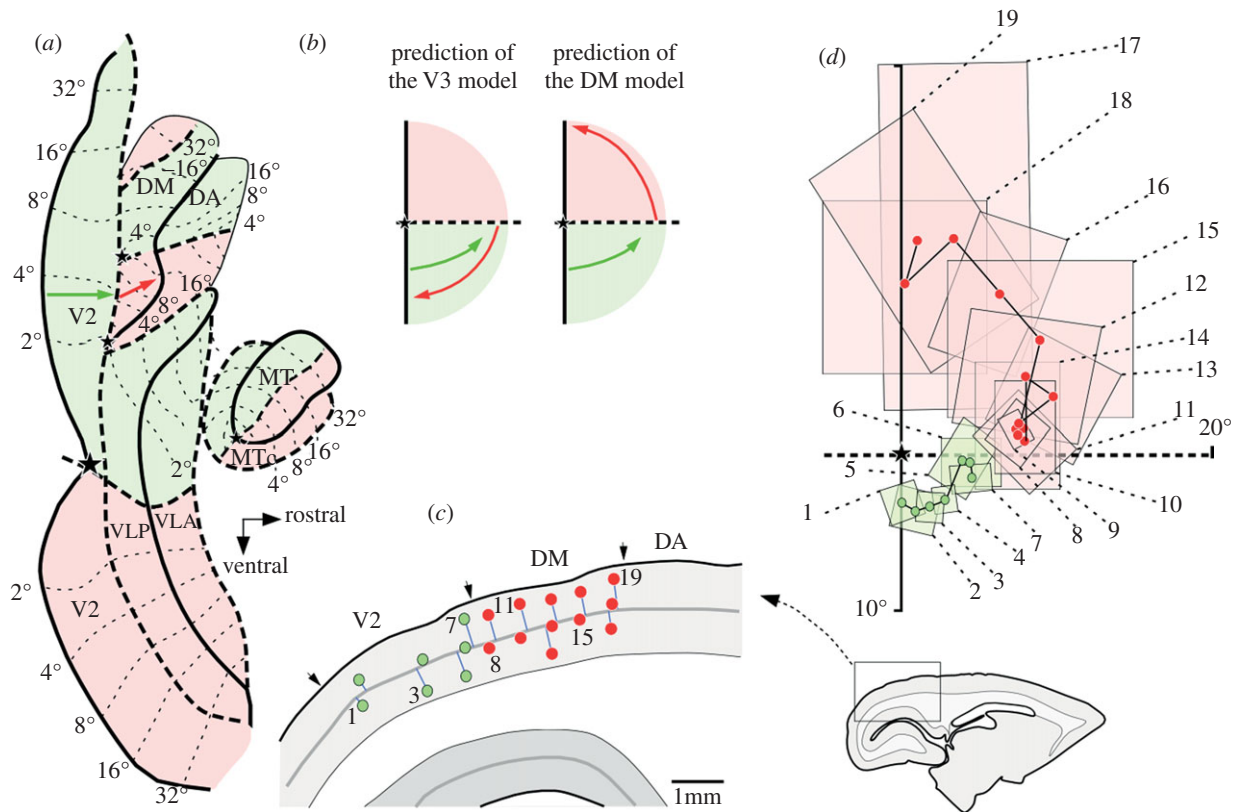 (a)
32°
16°
8°
4°
2°
V2
DM
32°
–16°
DA
16°
8°
4°
4°
16°
8°
4°
2°
MT
MTc
32°
16°
8°
4°
VLP
VLA
V2
2°
4°
8°
16°
32°
rostral
ventral
(b)
prediction of
the V3 model
prediction of
the DM model
(c)
V2
DM
DA
7
11
19
1
3
8
15
1mm
(d)
19
17
18
16
15
12
14
13
11
20°
6
5
1
10
9
8
7
4
3
2
10°